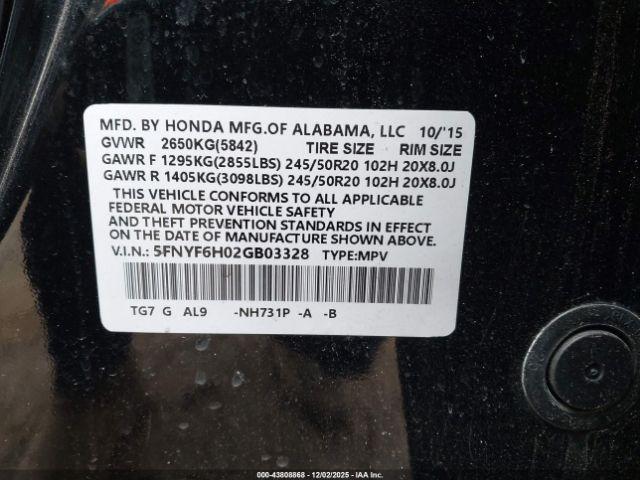 MFD. BY HONDA MFG.OF ALABAMA, LLC 10/'15
GVWR 2650KG(5842) TIRE SIZE RIM SIZE
GAWR F 1295KG(2855LBS) 245/50R20 102H 20X8.0J
GAWR R 1405KG(3098LBS) 245/50R20 102H 20X8.0J
THIS VEHICLE CONFORMS TO ALL APPLICABLE
FEDERAL MOTOR VEHICLE SAFETY
AND THEFT PREVENTION STANDARDS IN EFFECT
ON THE DATE OF MANUFACTURE SHOWN ABOVE.
V.I.N.: 5FNYF6H02GB03328 TYPE:MPV
TG7 G AL9 -NH731P -A -B
000-43808868 12/02/2025 - IAA Inc.